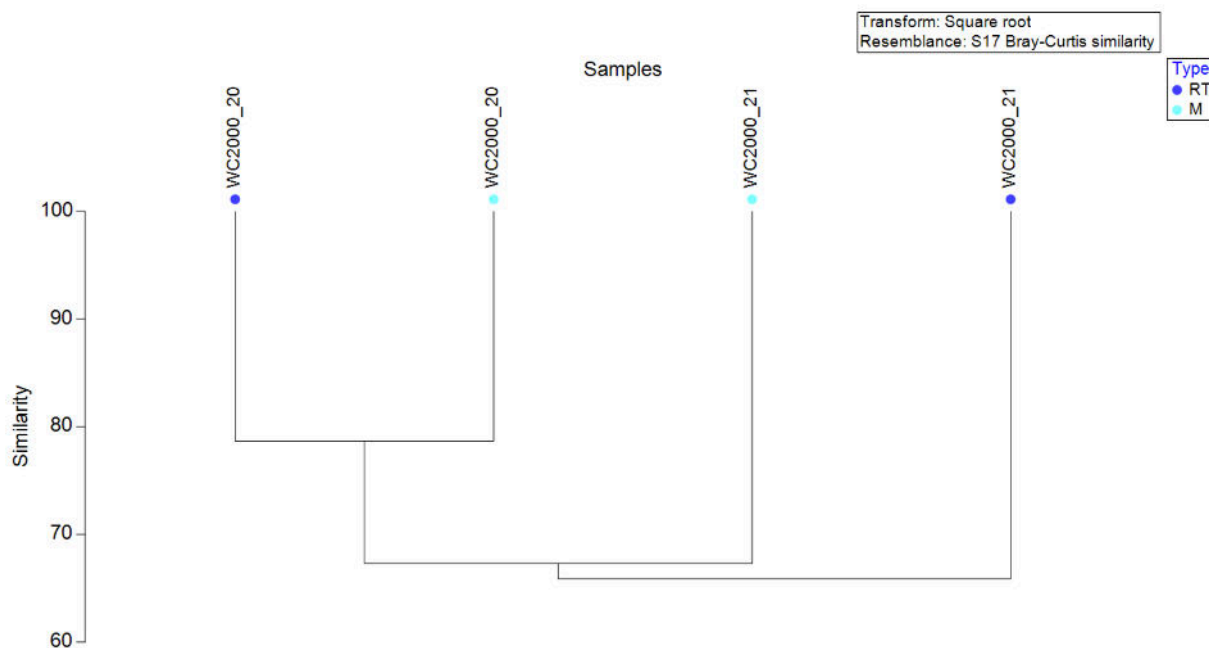 Transform: Square root
Resemblance: S17 Bray-Curtis similarity
Samples
Type
RT
M
WC2000_20
WC2000_20
WC2000_21
WC2000_21
100
90
80
70
60
Similarity